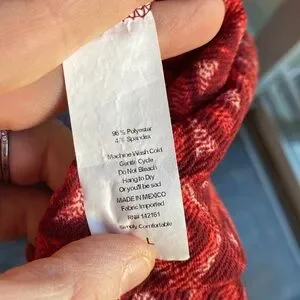 96% Polyester
4% Spandex
Machine Wash Cold
Gentle Cycle
Do Not Bleach
Hang to Dry
Or you'll be sad
MADE IN MEXICO
Fabric Imported
RN# 142161
Simply Comfortable
L